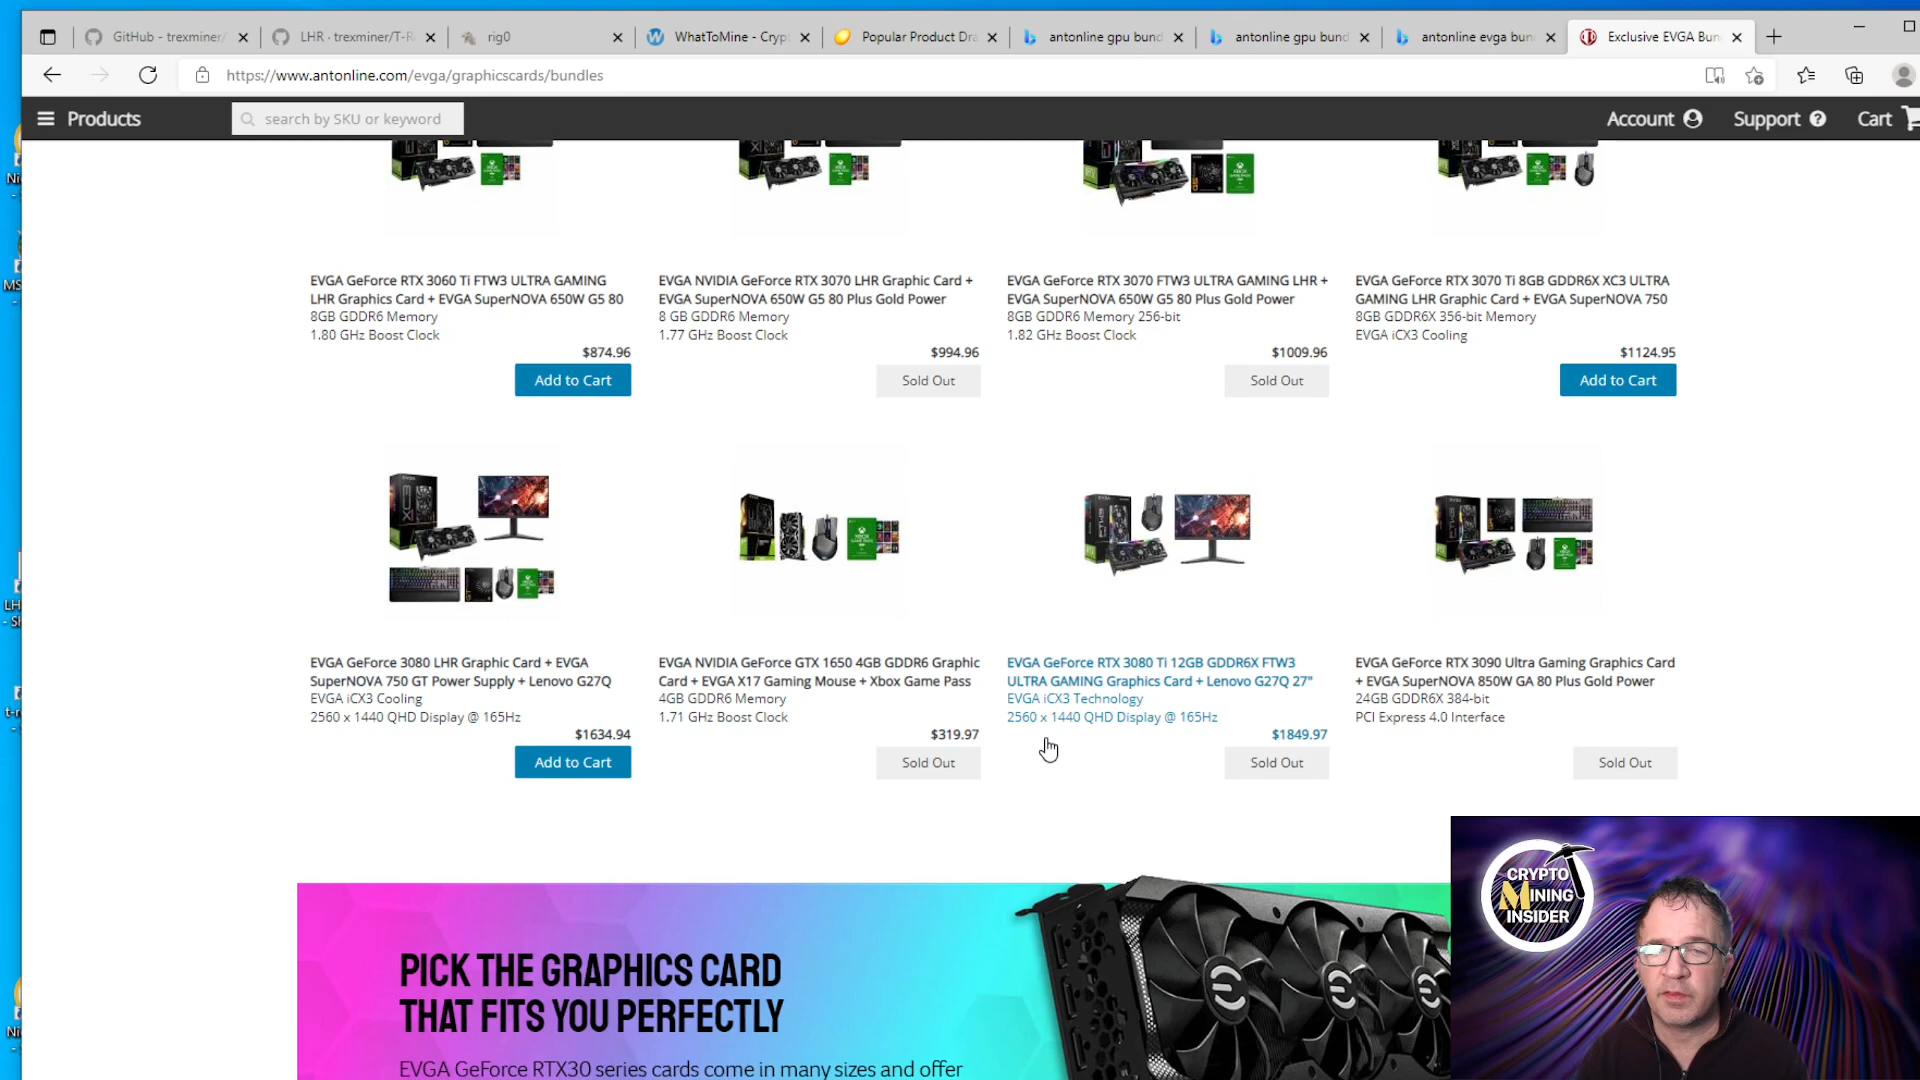 GitHub - trexminer/
LHR · trexminer/T-R
rig0
WhatToMine - Crypt
Popular Product Dra
antonline gpu bund
antonline gpu bund
antonline evga bun
Exclusive EVGA Bun
https://www.antonline.com/evga/graphicscards/bundles
Products
search by SKU or keyword
Account
Support
Cart
EVGA GeForce RTX 3060 Ti FTW3 ULTRA GAMING
LHR Graphics Card + EVGA SuperNOVA 650W G5 80
8GB GDDR6 Memory
1.80 GHz Boost Clock
$874.96
Add to Cart
EVGA NVIDIA GeForce RTX 3070 LHR Graphic Card +
EVGA SuperNOVA 650W G5 80 Plus Gold Power
8 GB GDDR6 Memory
1.77 GHz Boost Clock
$994.96
Sold Out
EVGA GeForce RTX 3070 FTW3 ULTRA GAMING LHR +
EVGA SuperNOVA 650W G5 80 Plus Gold Power
8GB GDDR6 Memory 256-bit
1.82 GHz Boost Clock
$1009.96
Sold Out
EVGA GeForce RTX 3070 Ti 8GB GDDR6X XC3 ULTRA
GAMING LHR Graphic Card + EVGA SuperNOVA 750
8GB GDDR6X 356-bit Memory
EVGA iCX3 Cooling
$1124.95
Add to Cart
EVGA GeForce 3080 LHR Graphic Card + EVGA
SuperNOVA 750 GT Power Supply + Lenovo G27Q
EVGA iCX3 Cooling
2560 x 1440 QHD Display @ 165Hz
$1634.94
Add to Cart
EVGA NVIDIA GeForce GTX 1650 4GB GDDR6 Graphic
Card + EVGA X17 Gaming Mouse + Xbox Game Pass
4GB GDDR6 Memory
1.71 GHz Boost Clock
$319.97
Sold Out
EVGA GeForce RTX 3080 Ti 12GB GDDR6X FTW3
ULTRA GAMING Graphics Card + Lenovo G27Q 27"
EVGA iCX3 Technology
2560 x 1440 QHD Display @ 165Hz
$1849.97
Sold Out
EVGA GeForce RTX 3090 Ultra Gaming Graphics Card
+ EVGA SuperNOVA 850W GA 80 Plus Gold Power
24GB GDDR6X 384-bit
PCI Express 4.0 Interface
Sold Out
PICK THE GRAPHICS CARD
THAT FITS YOU PERFECTLY
EVGA GeForce RTX30 series cards come in many sizes and offer
CRYPTO
MINING
INSIDER